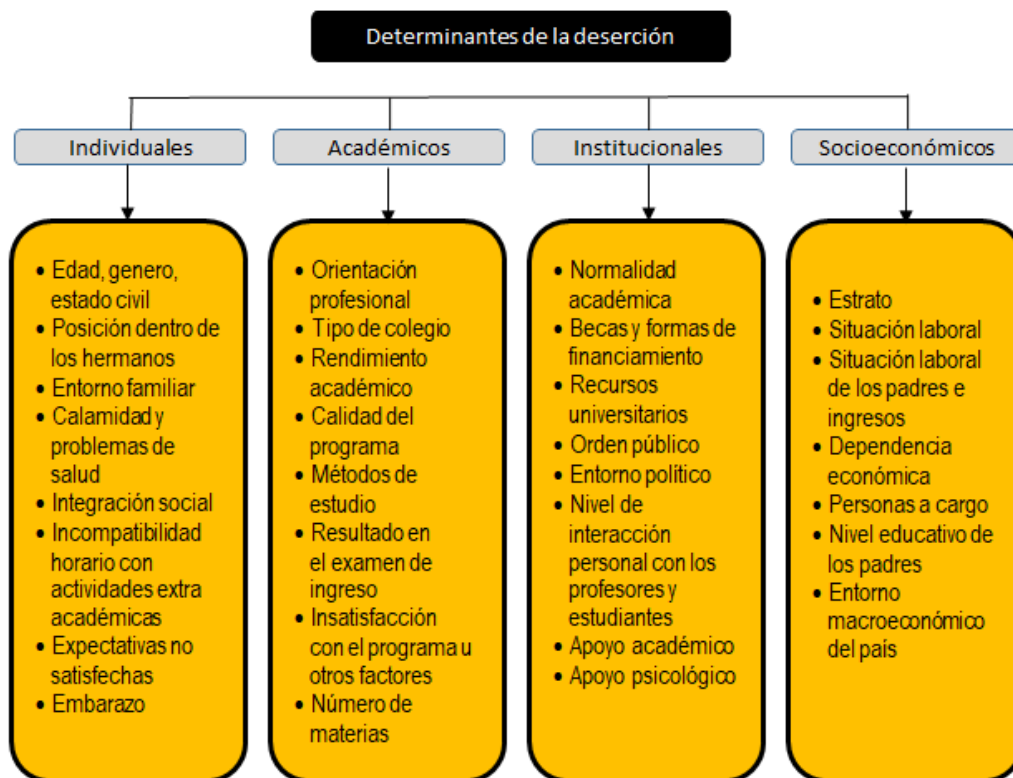 Determinantes de la deserción
Individuales
Académicos
Institucionales
Socioeconómicos
• Edad, genero,
estado civil
• Posición dentro de
los hermanos
• Entorno familiar
• Calamidad y
problemas de
salud
• Integración social
• Incompatibilidad
horario con
actividades extra
académicas
• Expectativas no
satisfechas
• Embarazo
• Orientación
profesional
• Tipo de colegio
• Rendimiento
académico
• Calidad del
programa
• Métodos de
estudio
• Resultado en
el examen de
ingreso
• Insatisfacción
con el programa u
otros factores
• Número de
materias
• Normalidad
académica
• Becas y formas de
financiamiento
• Recursos
universitarios
• Orden público
• Entorno político
• Nivel de
interacción
personal con los
profesores y
estudiantes
• Apoyo académico
• Apoyo psicológico
• Estrato
• Situación laboral
• Situación laboral
de los padres e
ingresos
• Dependencia
económica
• Personas a cargo
• Nivel educativo de
los padres
• Entorno
macroeconómico
del país